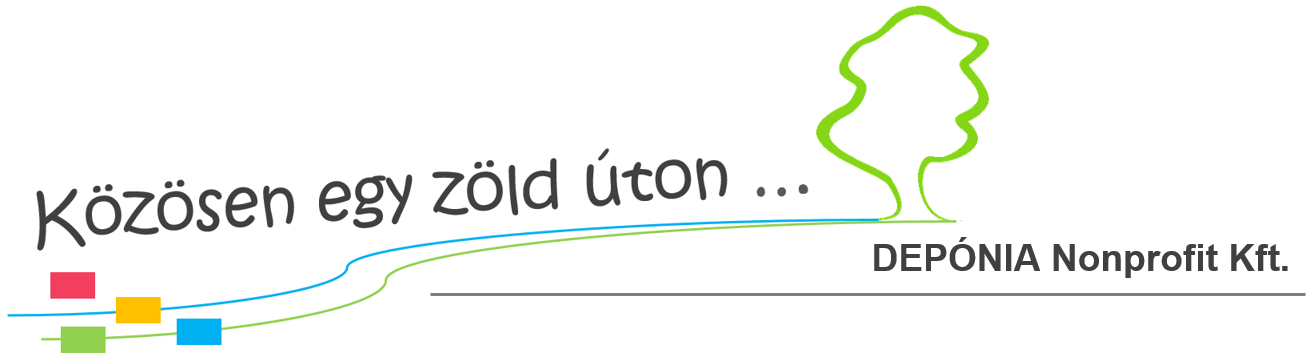 Közösen egy zöld úton ...
DEPÓNIA Nonprofit Kft.